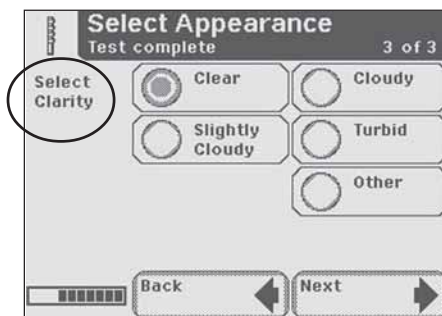 Select Appearance
Test complete 3 of 3
Select
Clarity
Clear
Cloudy
Slightly
Cloudy
Turbid
Other
Back
Next